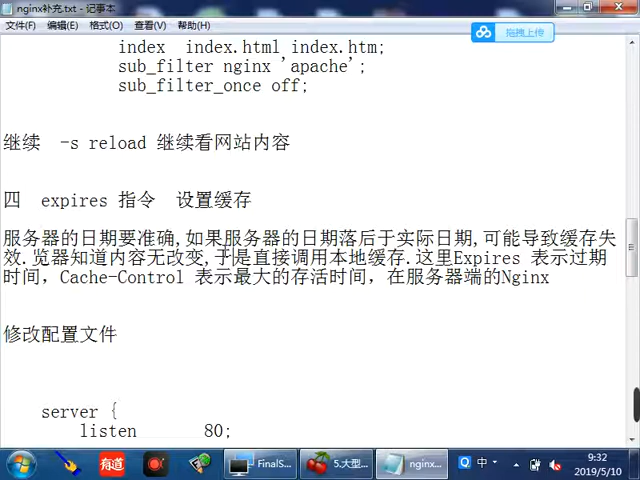 nginx补充.txt - 记事本
文件(F) 编辑(E) 格式(O) 查看(V) 帮助(H)
拖拽上传
index  index.html index.htm;
sub_filter nginx 'apache';
sub_filter_once off;
继续  -s reload 继续看网站内容
四  expires 指令  设置缓存
服务器的日期要准确,如果服务器的日期落后于实际日期,可能导致缓存失
效.览器知道内容无改变,于是直接调用本地缓存.这里Expires 表示过期
时间，Cache-Control 表示最大的存活时间，在服务器端的Nginx
修改配置文件
server {
listen       80;
有道 FinalS... 5.大型... nginx... 中 9:32
2019/5/10